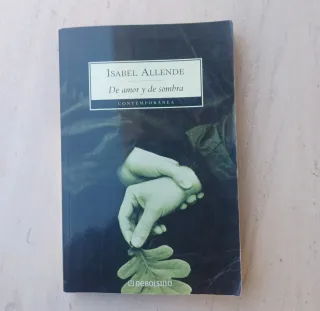 ISABEL ALLENDE
De amor y de sombra
CONTEMPORÁNEA
DEBOLSILLO